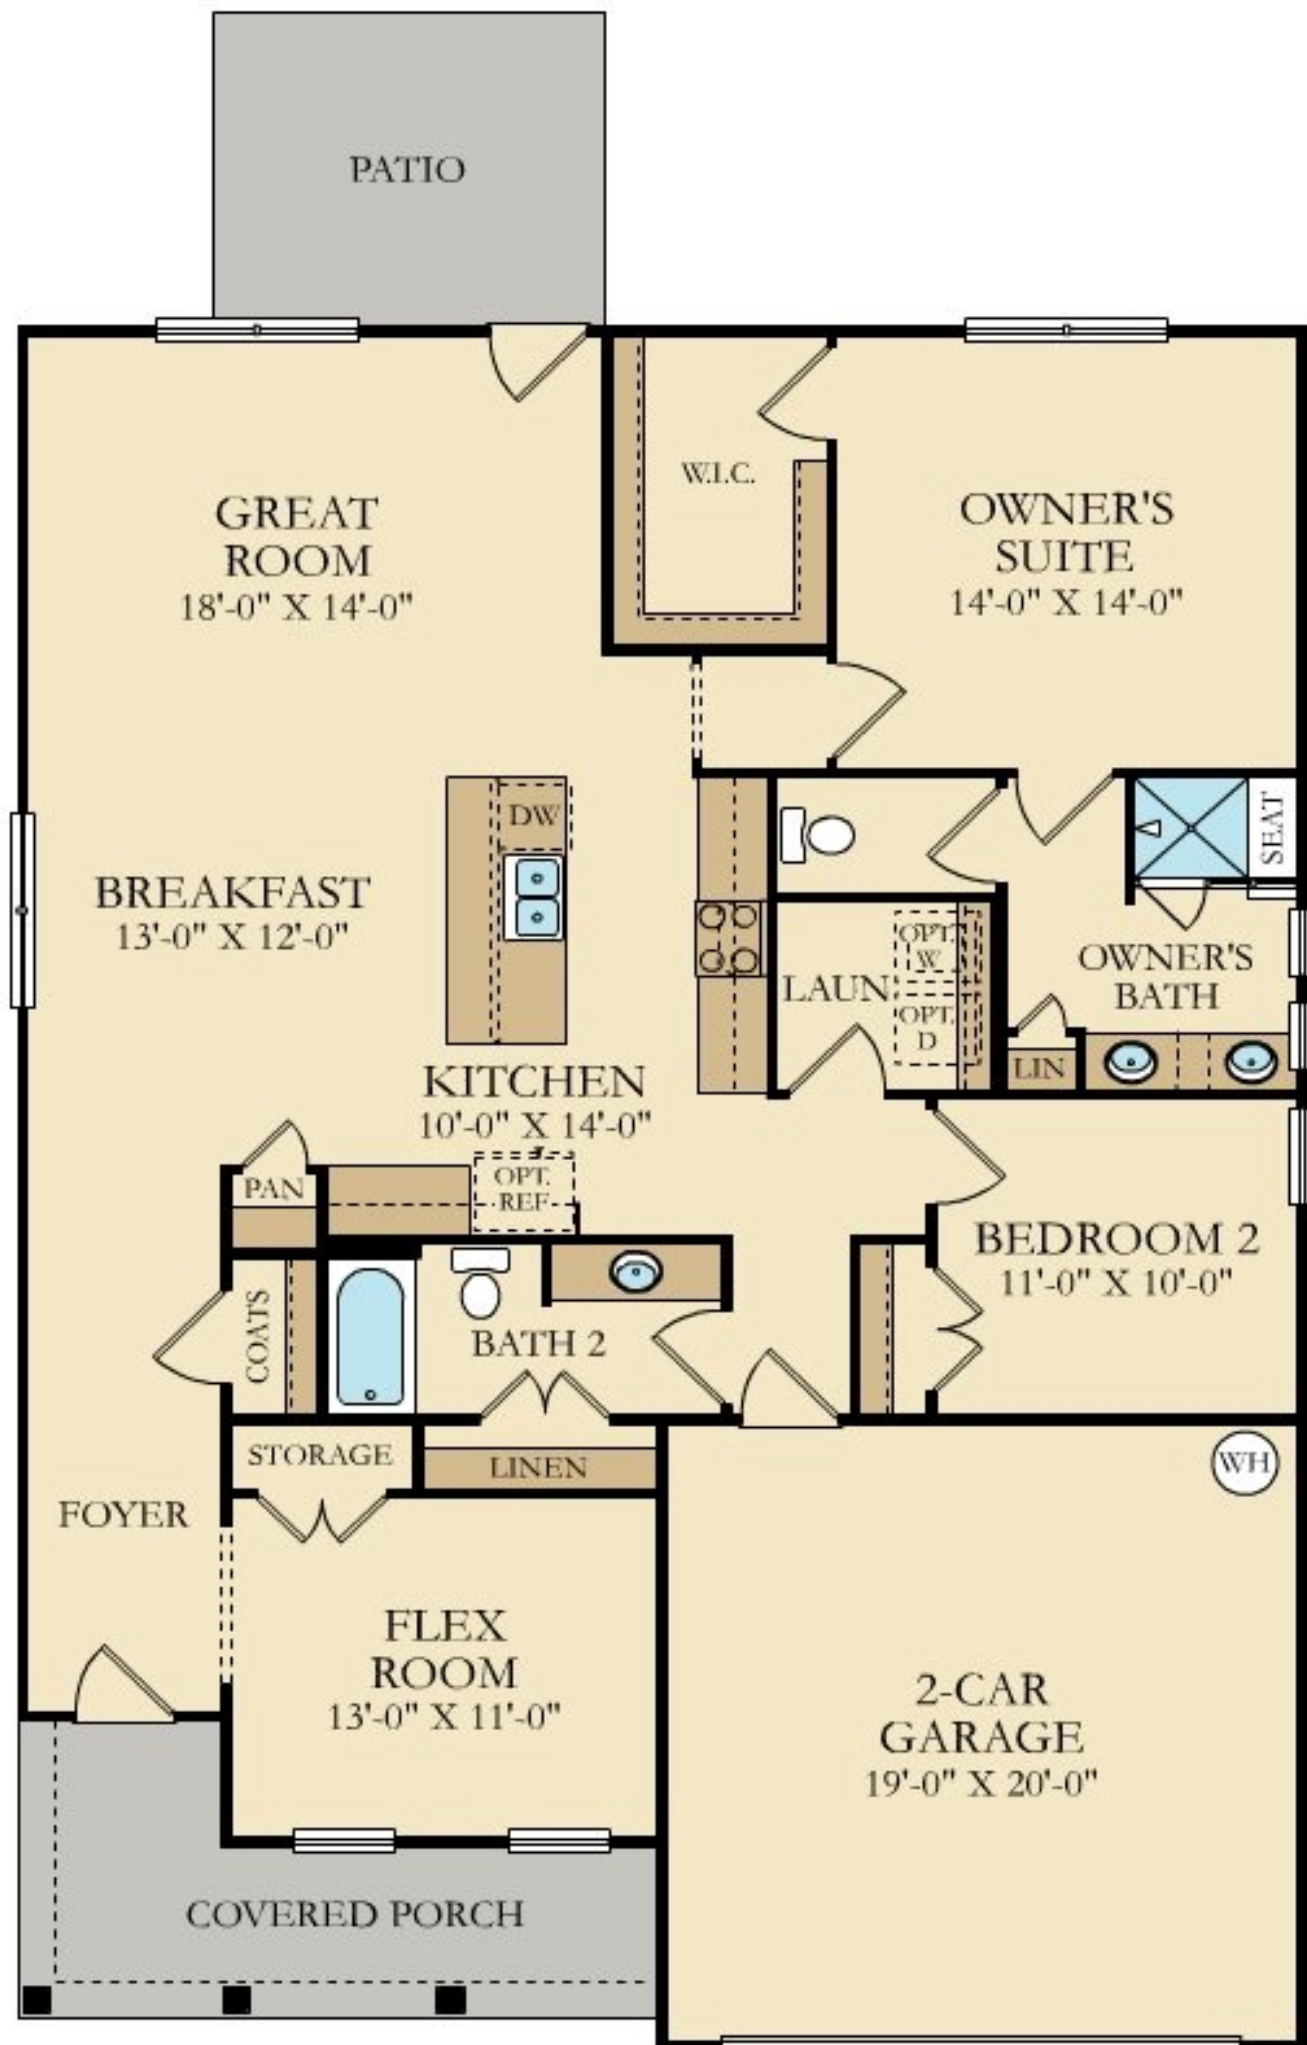 PATIO
GREAT
ROOM
18'-0" X 14'-0"
W.I.C.
OWNER'S
SUITE
14'-0" X 14'-0"
DW
SEAT
BREAKFAST
13'-0" X 12'-0"
OPT.
W
LAUN
OPT.
D
OWNER'S
BATH
LIN
KITCHEN
10'-0" X 14'-0"
OPT.
REF
PAN
BEDROOM 2
11'-0" X 10'-0"
COATS
BATH 2
STORAGE
LINEN
WH
FOYER
FLEX
ROOM
13'-0" X 11'-0"
2-CAR
GARAGE
19'-0" X 20'-0"
COVERED PORCH